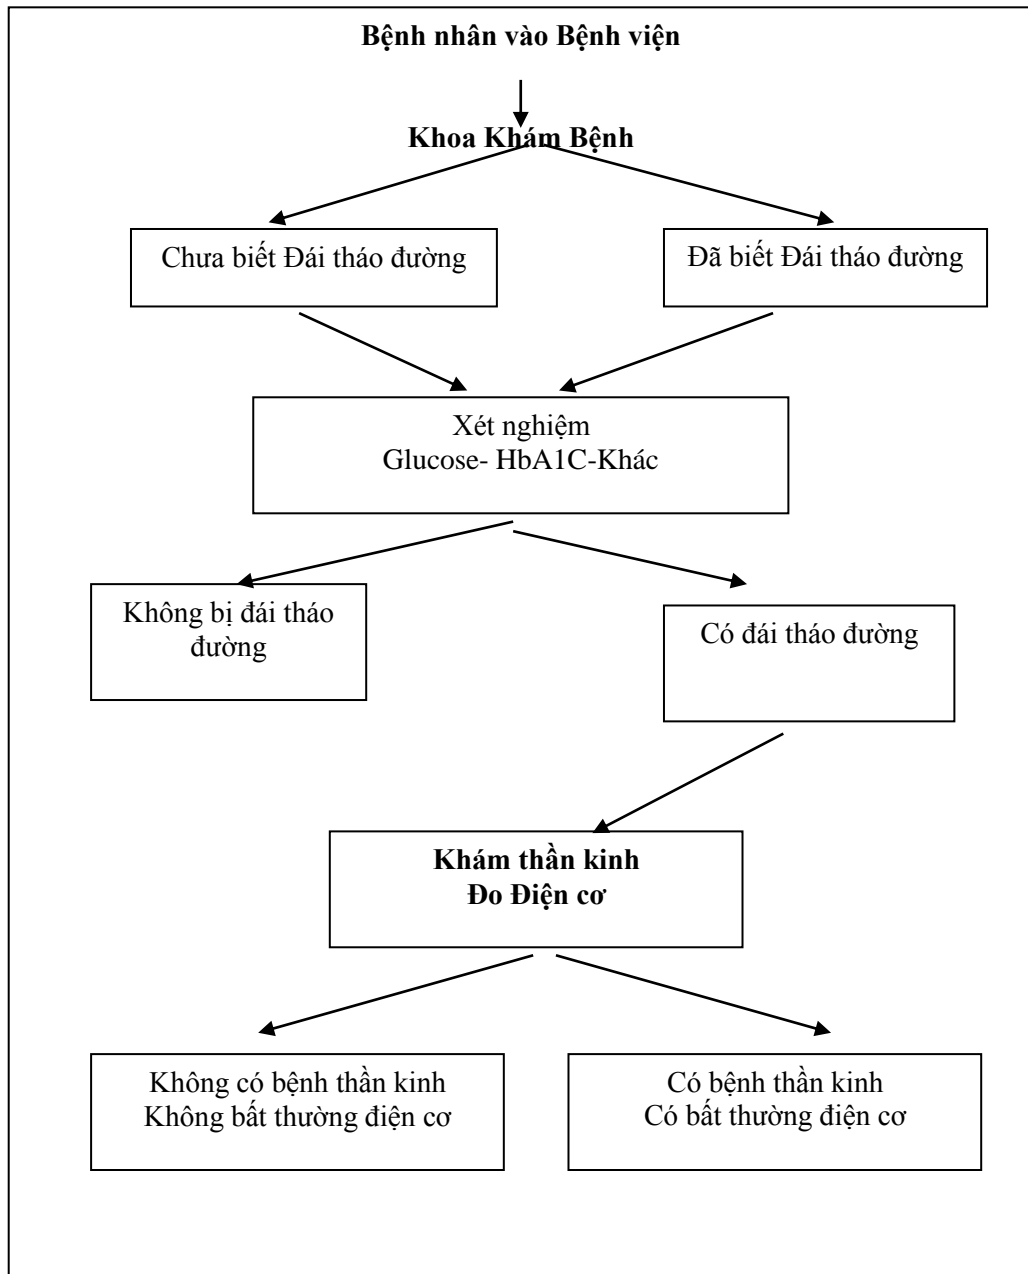 Bệnh nhân vào Bệnh viện
Khoa Khám Bệnh
Chưa biết Đái tháo đường
Đã biết Đái tháo đường
Xét nghiệm
Glucose- HbA1C-Khác
Không bị đái tháo
đường
Có đái tháo đường
Khám thần kinh
Đo Điện cơ
Không có bệnh thần kinh
Không bất thường điện cơ
Có bệnh thần kinh
Có bất thường điện cơ